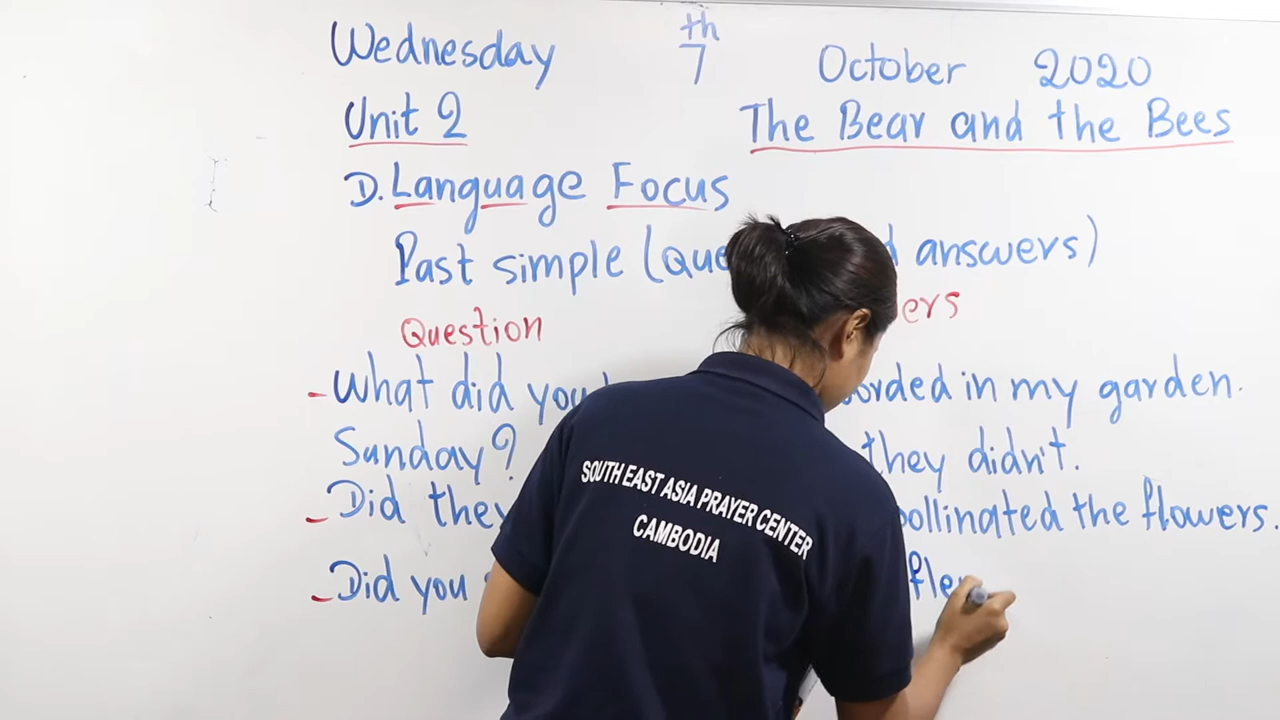 Wednesday 7th October 2020
Unit 2 The Bear and the Bees
D. Language Focus
Past simple (que answers)
Question ers
- What did you orded in my garden.
Sunday? they didn't.
- Did they pollinated the flowers.
- Did you fle
SOUTH EAST ASIA PRAYER CENTER
CAMBODIA